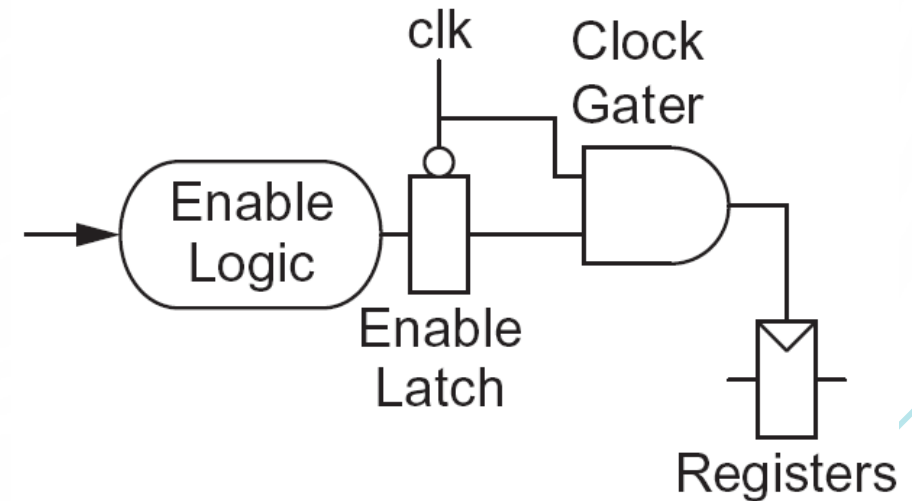 clk
Clock
Gater
Enable
Logic
Enable
Latch
Registers